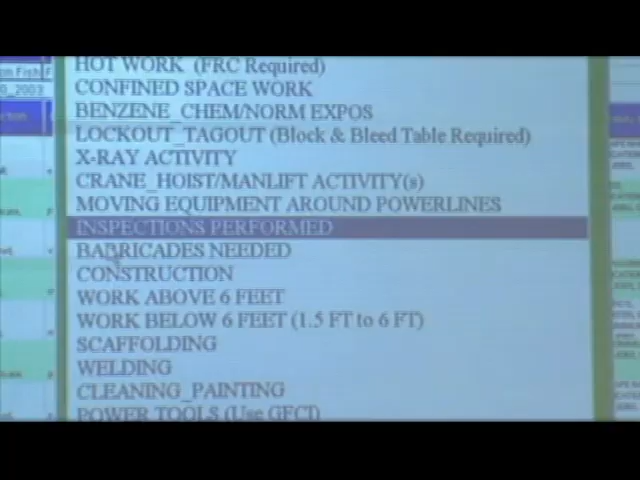 HOT WORK (FRC Required)
CONFINED SPACE WORK
BENZENE_CHEM/NORM EXPOS
LOCKOUT_TAGOUT (Block & Bleed Table Required)
X-RAY ACTIVITY
CRANE_HOIST/MANLIFT ACTIVITY(s)
MOVING EQUIPMENT AROUND POWERLINES
INSPECTIONS PERFORMED
BARRICADES NEEDED
CONSTRUCTION
WORK ABOVE 6 FEET
WORK BELOW 6 FEET (1.5 FT to 6 FT)
SCAFFOLDING
WELDING
CLEANING_PAINTING
POWER TOOLS (Use GFCI)
Fish
_2003